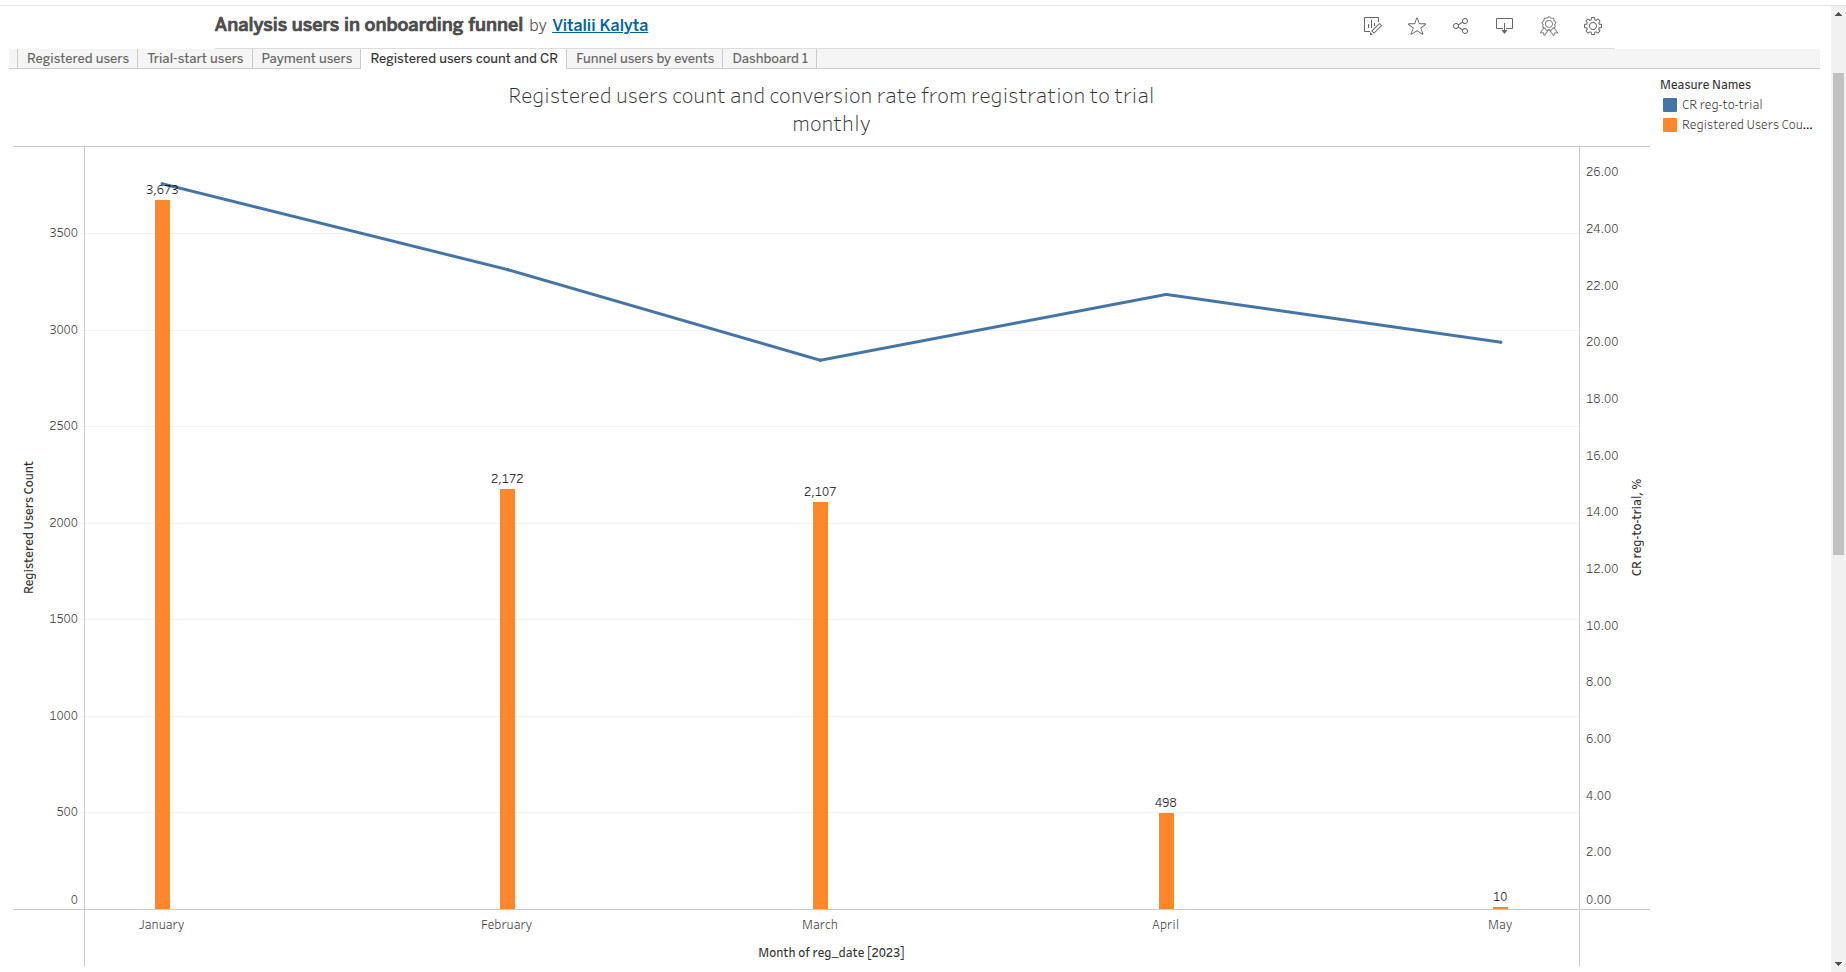 Analysis users in onboarding funnel by Vitalii Kalyta
Registered users Trial-start users Payment users Registered users count and CR Funnel users by events Dashboard 1
Registered users count and conversion rate from registration to trial
monthly
Measure Names
CR reg-to-trial
Registered Users Cou...
3,673
2,172
2,107
498
10
Registered Users Count
3500
3000
2500
2000
1500
1000
500
0
26.00
24.00
22.00
20.00
18.00
16.00
14.00
12.00
10.00
8.00
6.00
4.00
2.00
0.00
CR reg-to-trial, %
January February March April May
Month of reg_date [2023]